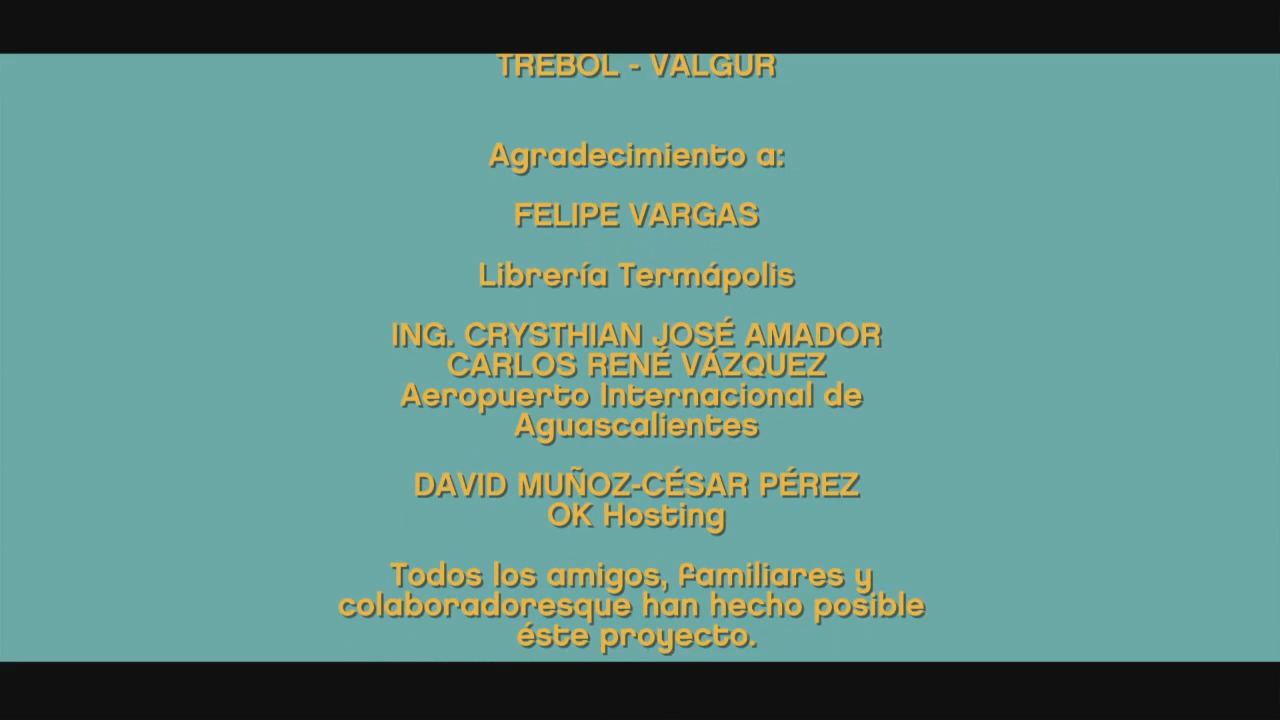 TREBOL - VALGUR
Agradecimiento a:
FELIPE VARGAS
Librería Termápolis
ING. CRYSTHIAN JOSÉ AMADOR
CARLOS RENÉ VÁZQUEZ
Aeropuerto Internacional de
Aguascalientes
DAVID MUÑOZ-CÉSAR PÉREZ
OK Hosting
Todos los amigos, familiares y
colaboradoresque han hecho posible
éste proyecto.